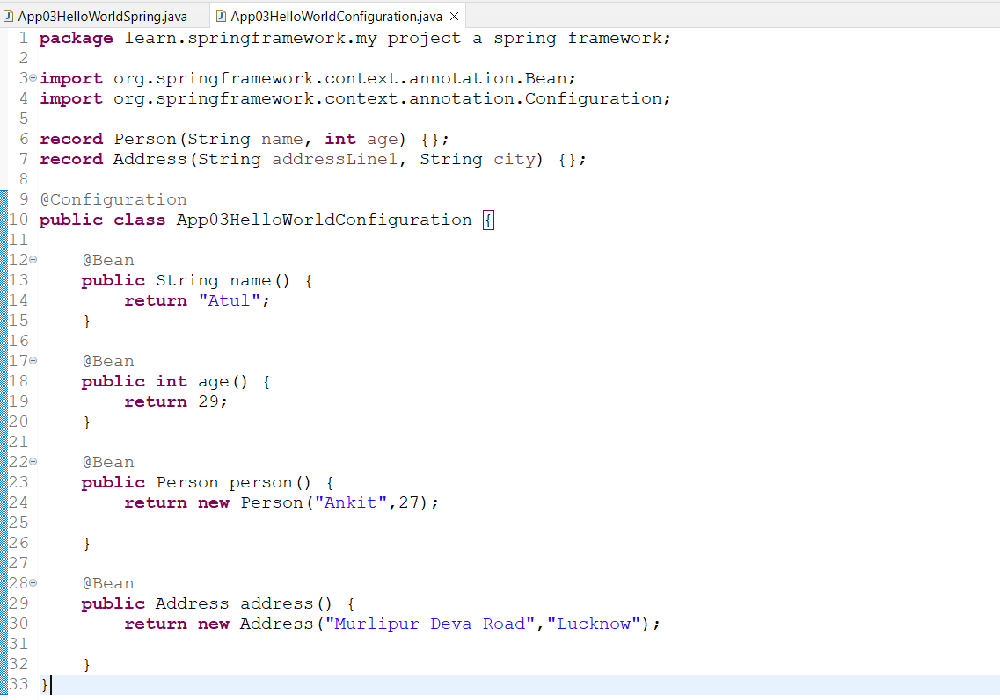 App03HelloWorldSpring.java App03HelloWorldConfiguration.java
1 package learn.springframework.my_project_a_spring_framework;
2
3 import org.springframework.context.annotation.Bean;
4 import org.springframework.context.annotation.Configuration;
5
6 record Person(String name, int age) {};
7 record Address(String addressLine1, String city) {};
8
9 @Configuration
10 public class App03HelloWorldConfiguration {
11
12     @Bean
13     public String name() {
14         return "Atul";
15     }
16
17     @Bean
18     public int age() {
19         return 29;
20     }
21
22     @Bean
23     public Person person() {
24         return new Person("Ankit",27);
25
26     }
27
28     @Bean
29     public Address address() {
30         return new Address("Murlipur Deva Road","Lucknow");
31
32     }
33 }